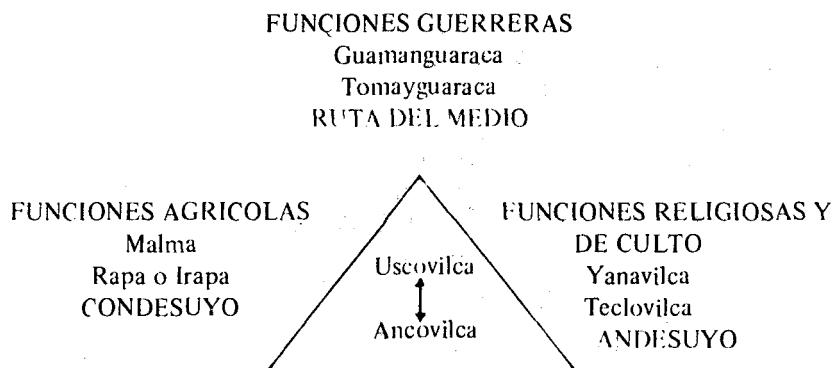 FUNCIONES GUERRERAS
Guamanguaraca
Tomayguaraca
RUTA DEL MEDIO
FUNCIONES AGRICOLAS
Malma
Rapa o Irapa
CONDESUYO
Uscovilca
Ancovilca
FUNCIONES RELIGIOSAS Y
DE CULTO
Yanavilca
Teclovilca
ANDESUYO